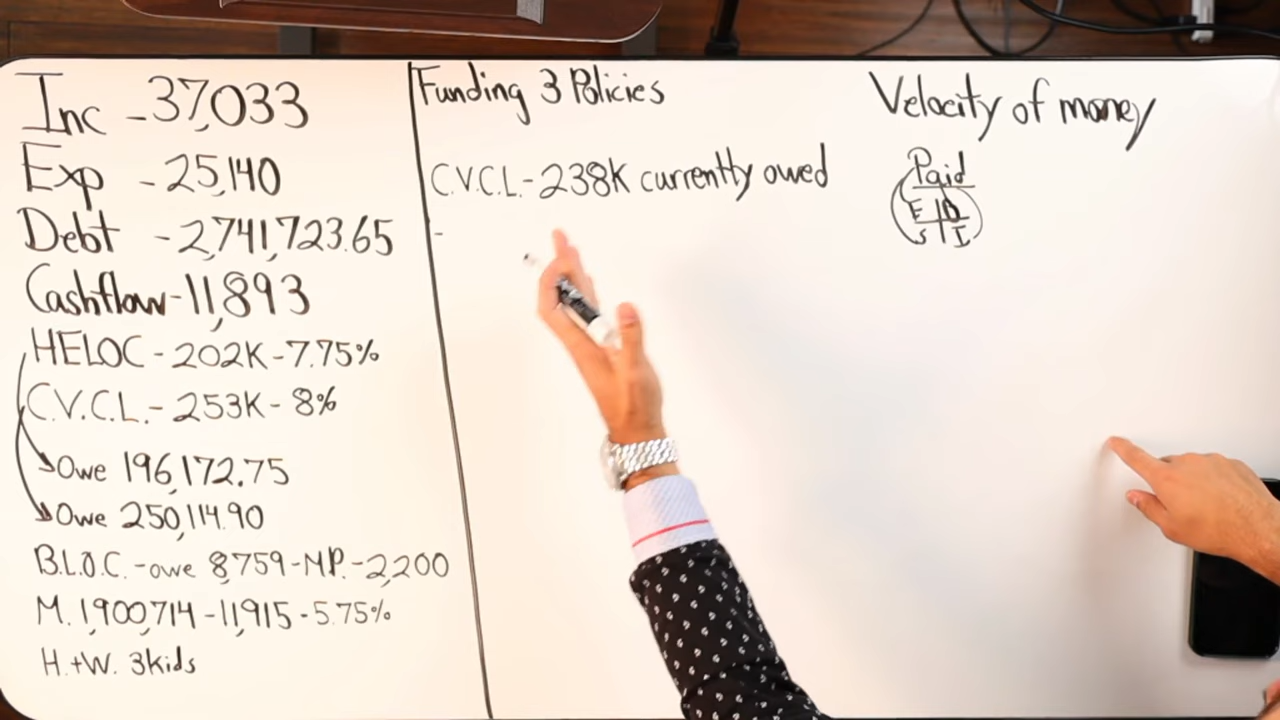 Inc - 37,033
Exp - 25,140
Debt - 2,741,723.65
Cashflow - 11,893
HELOC - 202K - 7.75%
C.V.C.L. - 253K - 8%
Owe 196,172.75
Owe 250,114.90
B.L.O.C. - owe 8,759 - MP. - 2,200
M. 1,900,714 - 11,915 - 5.75%
H.+W. 3kids
Funding 3 Policies
C.V.C.L. - 238K currently owed
-
Velocity of money
Paid
E D
S I